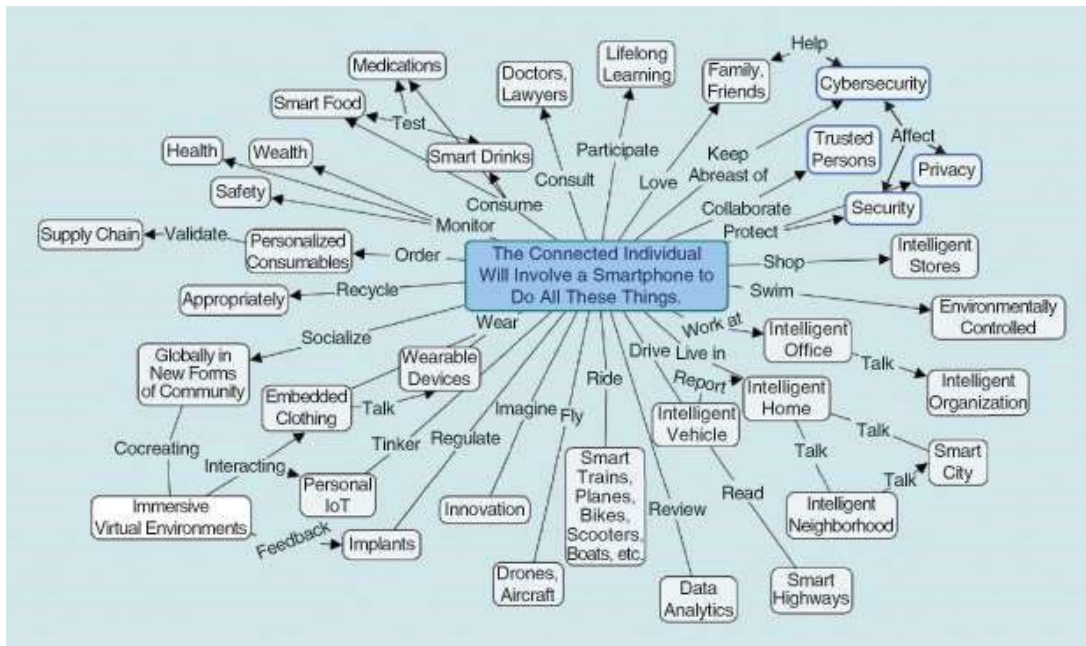 Help
Medications
Doctors,
Lawyers
Lifelong
Learning
Family,
Friends
Cybersecurity
Smart Food
Test
Affect
Trusted
Persons
Health
Wealth
Smart Drinks
Participate
Keep
Abreast of
Privacy
Safety
Consult
Love
Consume
Collaborate
Security
Monitor
Protect
Supply Chain
Validate
Personalized
Consumables
Order
The Connected Individual
Will Involve a Smartphone to
Do All These Things.
Shop
Intelligent
Stores
Appropriately
Recycle
Swim
Environmentally
Controlled
Socialize
Wear
Work at
Intelligent
Office
Globally in
New Forms
of Community
Wearable
Devices
Drive
Live in
Talk
Intelligent
Organization
Embedded
Clothing
Talk
Ride
Report
Intelligent
Home
Imagine
Fly
Intelligent
Vehicle
Cocreating
Interacting
Tinker
Regulate
Talk
Talk
Smart
City
Personal
IoT
Smart
Trains,
Planes,
Bikes,
Scooters,
Boats, etc.
Read
Talk
Immersive
Virtual Environments
Innovation
Review
Intelligent
Neighborhood
Feedback
Implants
Drones,
Aircraft
Data
Analytics
Smart
Highways